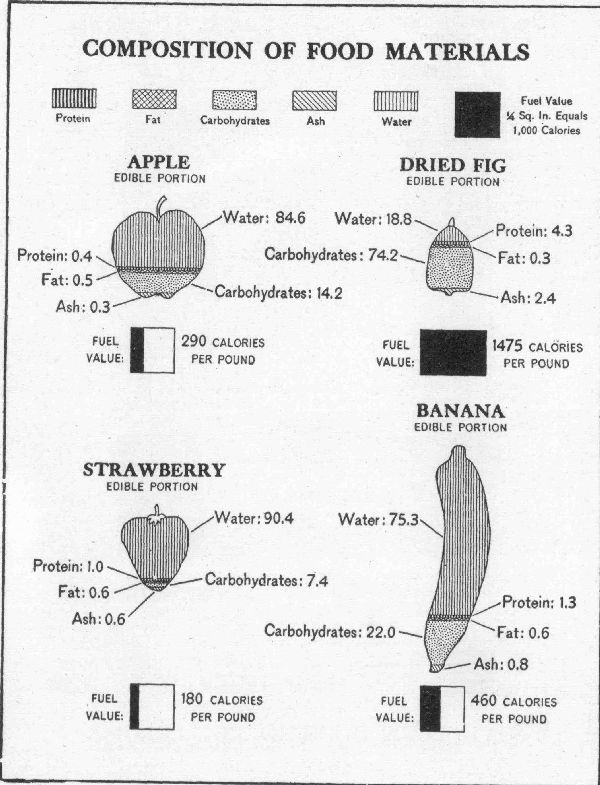 COMPOSITION OF FOOD MATERIALS
Protein
Fat
Carbohydrates
Ash
Water
Fuel Value
¼ Sq. In. Equals
1,000 Calories
APPLE
EDIBLE PORTION
Water: 84.6
Protein: 0.4
Fat: 0.5
Ash: 0.3
Carbohydrates: 14.2
FUEL
VALUE:
290 CALORIES
PER POUND
DRIED FIG
EDIBLE PORTION
Water: 18.8
Protein: 4.3
Carbohydrates: 74.2
Fat: 0.3
Ash: 2.4
FUEL
VALUE:
1475 CALORIES
PER POUND
STRAWBERRY
EDIBLE PORTION
Water: 90.4
Protein: 1.0
Fat: 0.6
Carbohydrates: 7.4
Ash: 0.6
FUEL
VALUE:
180 CALORIES
PER POUND
BANANA
EDIBLE PORTION
Water: 75.3
Protein: 1.3
Carbohydrates: 22.0
Fat: 0.6
Ash: 0.8
FUEL
VALUE:
460 CALORIES
PER POUND